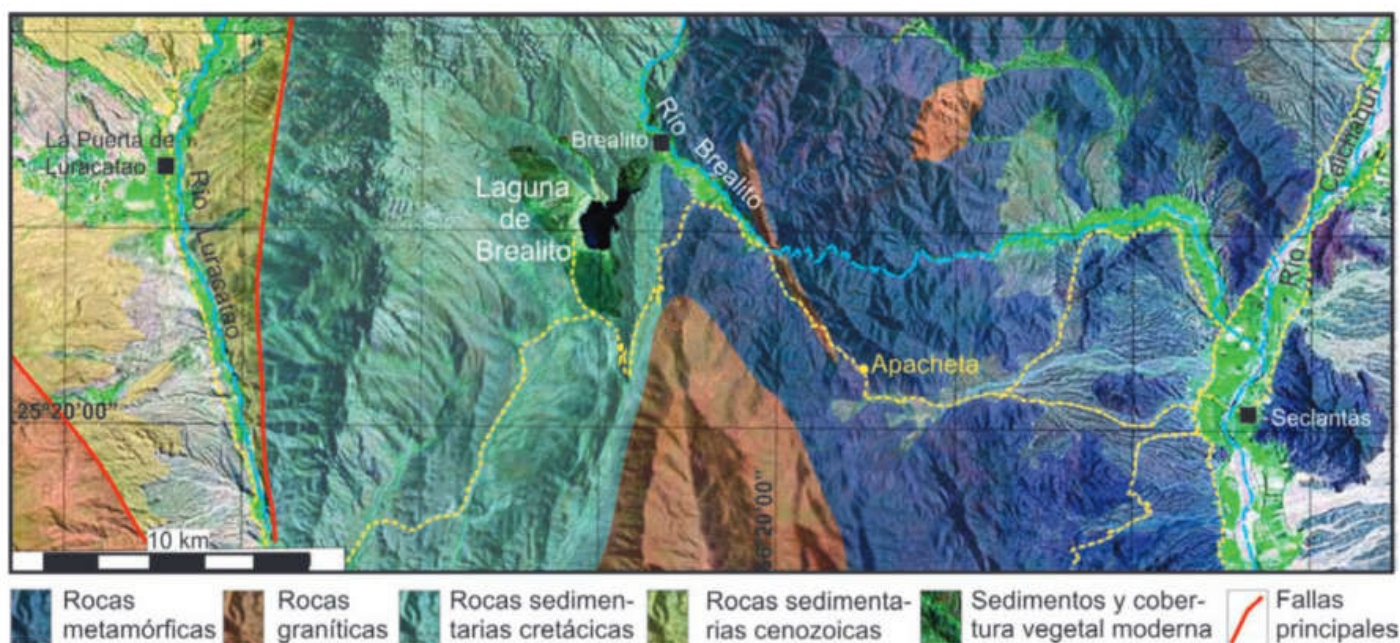 La Puerta de
Luracatao
Río Luracatao
Laguna
de
Brealito
Brealito
Río Brealito
Apacheta
Río Calchaquí
Seclantás
25°20'00"
20'00"
10 km
Rocas
metamórficas
Rocas
graníticas
Rocas sedimen-
tarias cretácicas
Rocas sedimenta-
rias cenozoicas
Sedimentos y cober-
tura vegetal moderna
Fallas
principales